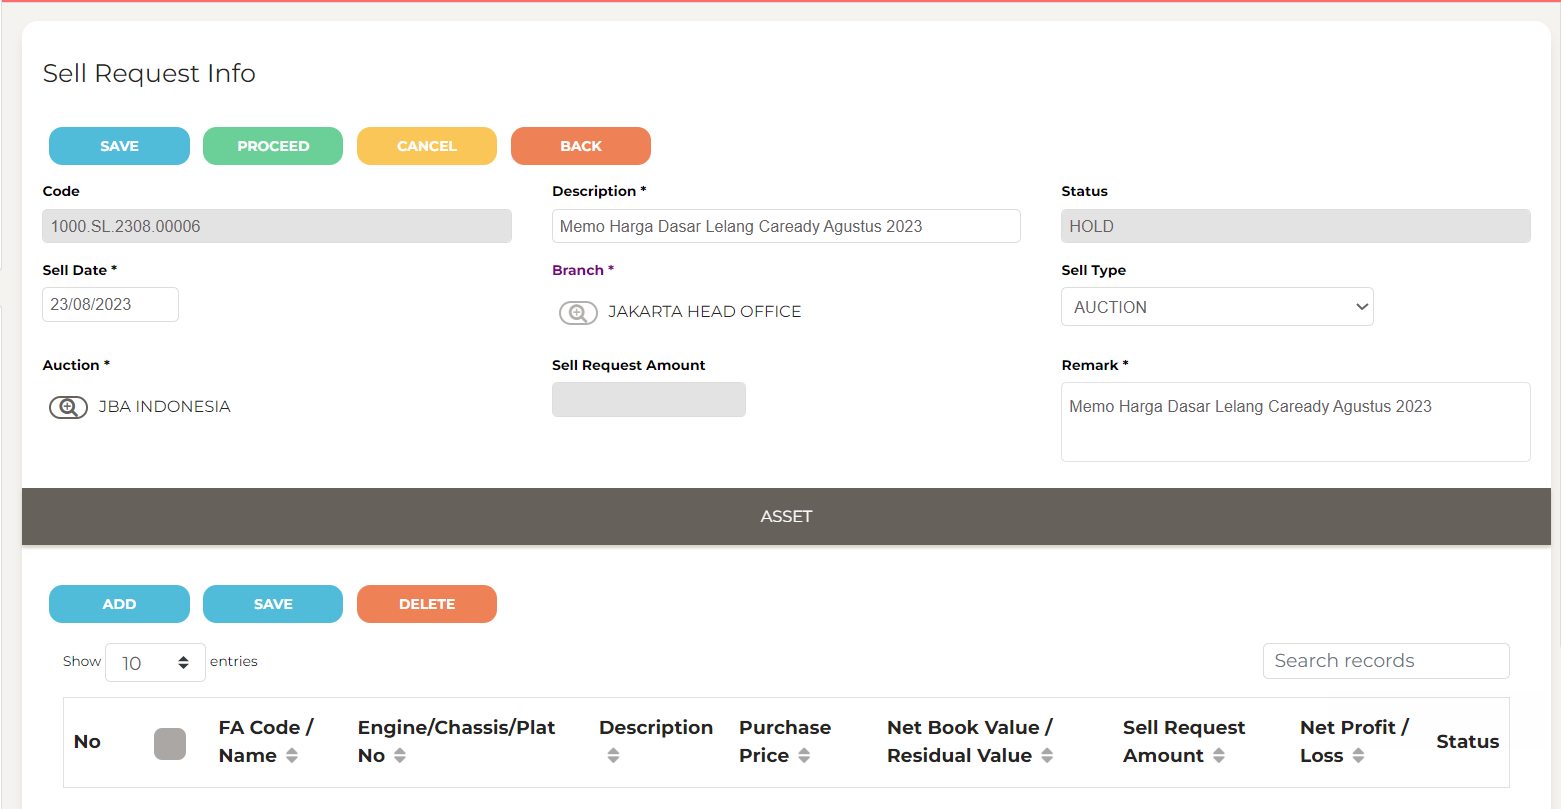 Sell Request Info
SAVE PROCEED CANCEL BACK
Code Description * Status
1000.SL.2308.00006 Memo Harga Dasar Lelang Caready Agustus 2023 HOLD
Sell Date * Branch * Sell Type
23/08/2023 JAKARTA HEAD OFFICE AUCTION
Auction * Sell Request Amount Remark *
JBA INDONESIA Memo Harga Dasar Lelang Caready Agustus 2023
ASSET
ADD SAVE DELETE
Show 10 entries Search records
No FA Code / Name Engine/Chassis/Plat No Description Purchase Price Net Book Value / Residual Value Sell Request Amount Net Profit / Loss Status